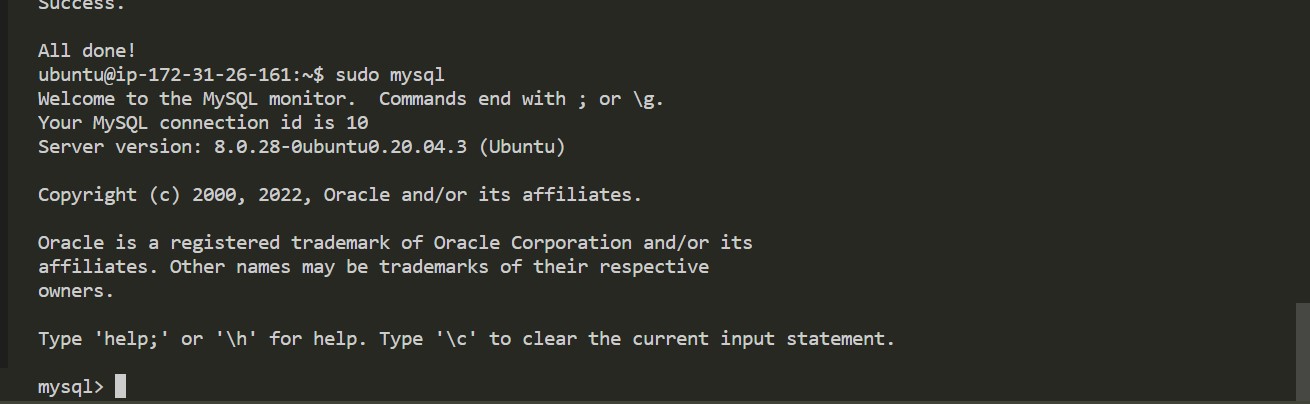 Success.
All done!
ubuntu@ip-172-31-26-161:~$ sudo mysql
Welcome to the MySQL monitor.  Commands end with ; or \g.
Your MySQL connection id is 10
Server version: 8.0.28-0ubuntu0.20.04.3 (Ubuntu)
Copyright (c) 2000, 2022, Oracle and/or its affiliates.
Oracle is a registered trademark of Oracle Corporation and/or its
affiliates. Other names may be trademarks of their respective
owners.
Type 'help;' or '\h' for help. Type '\c' to clear the current input statement.
mysql>